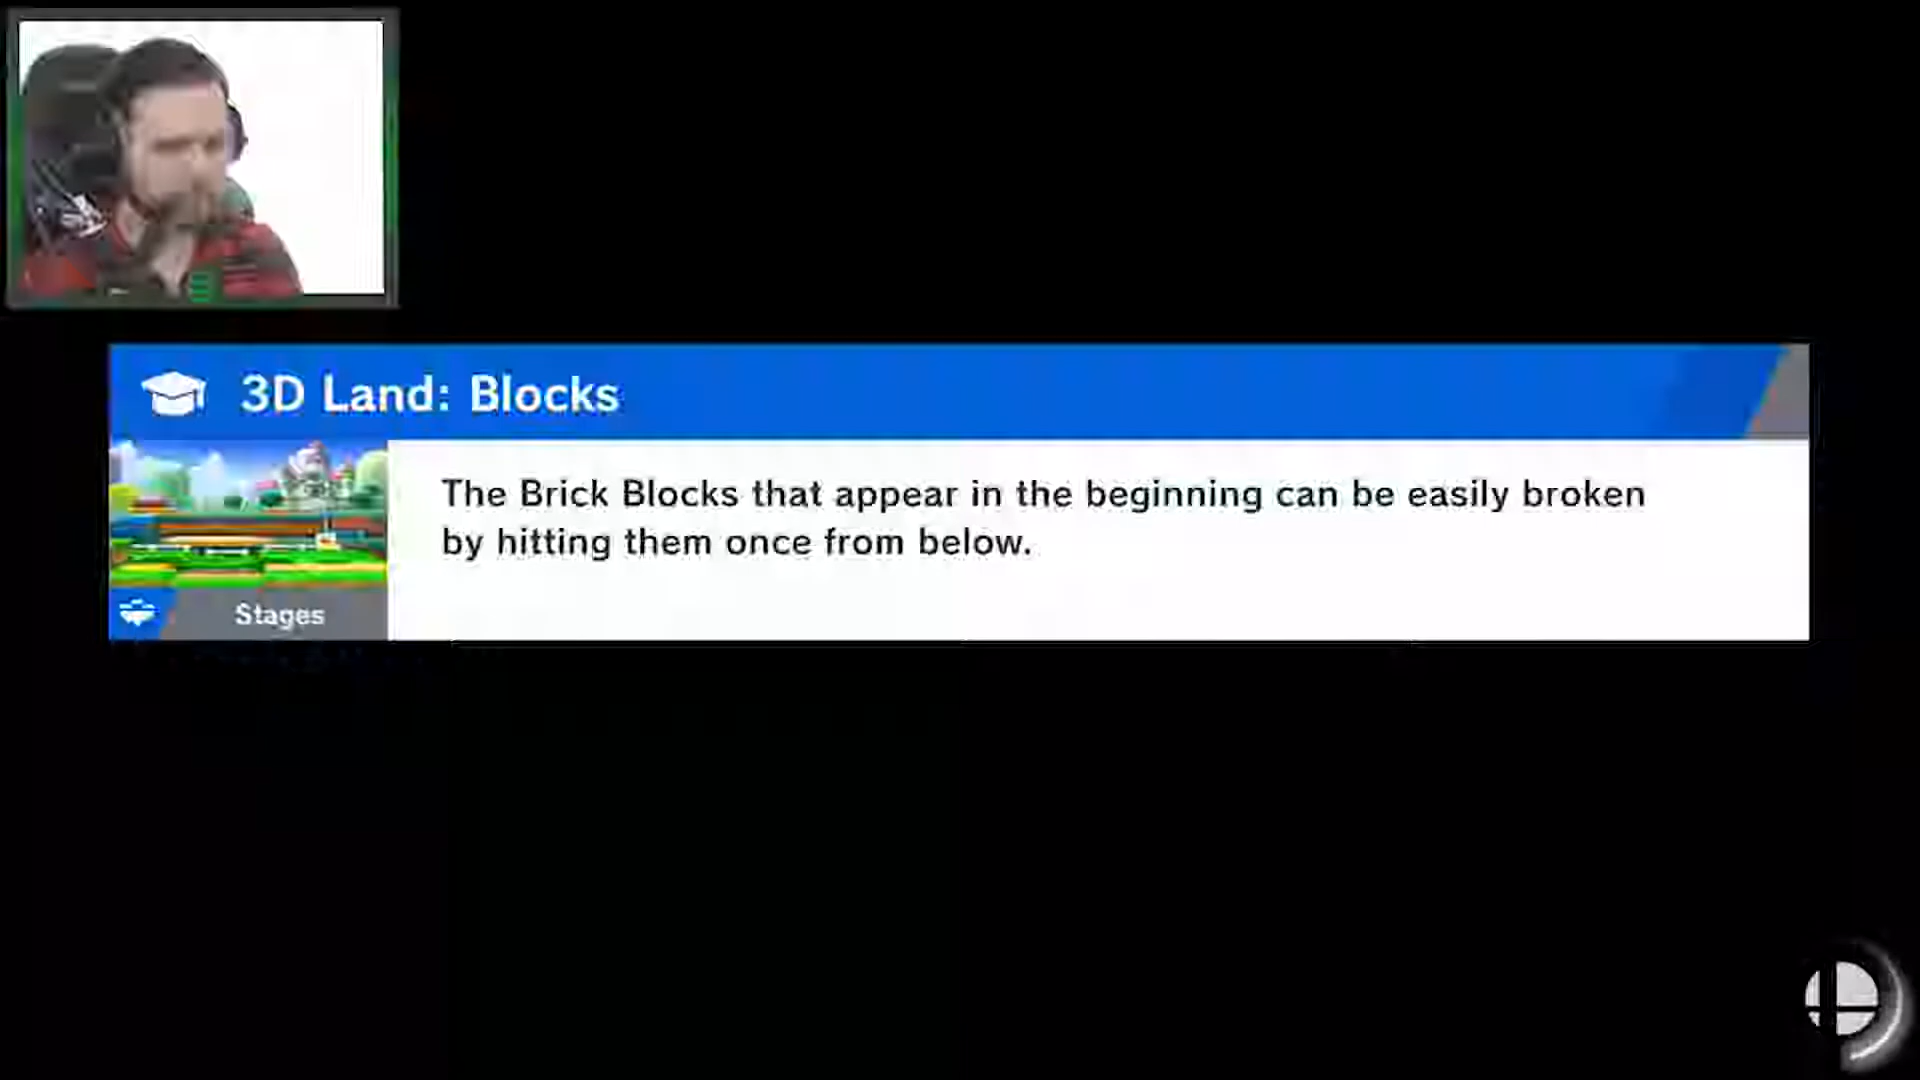 3D Land: Blocks
The Brick Blocks that appear in the beginning can be easily broken
by hitting them once from below.
Stages